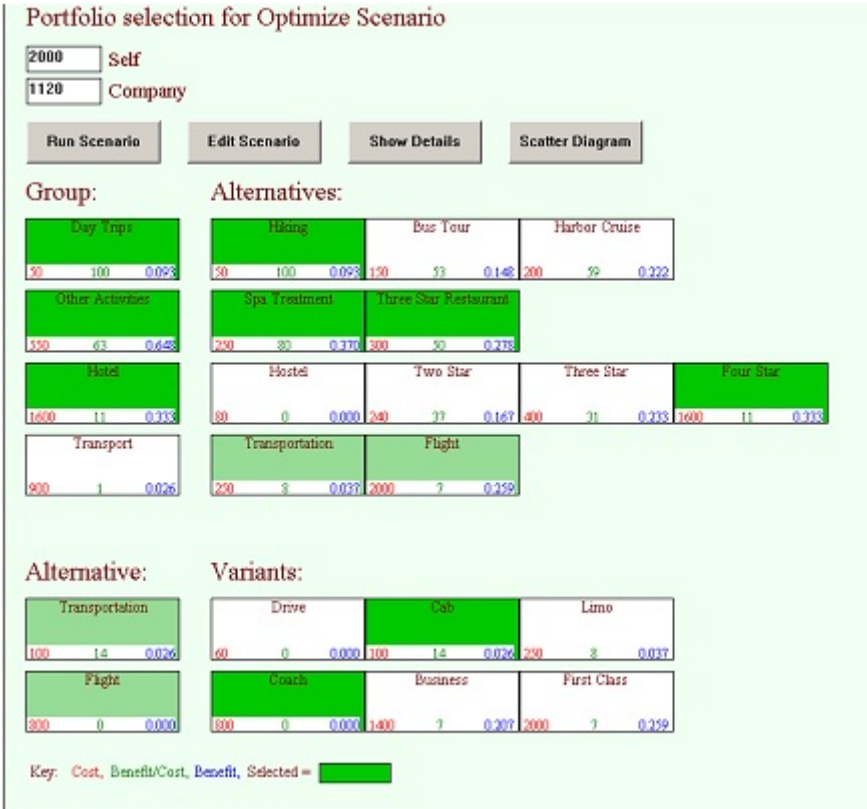 Portfolio selection for Optimize Scenario
2000 Self
1120 Company
Run Scenario Edit Scenario Show Details Scatter Diagram
Group: Alternatives:
Day Trips Hiking Bus Tour Harbor Cruise
50 100 0.093 50 100 0.093 150 53 0.148 200 59 0.222
Other Activities Spa Treatment Three Star Restaurant
550 63 0.648 250 80 0.370 300 50 0.278
Hotel Hostel Two Star Three Star Four Star
1600 11 0.333 80 0 0.000 240 37 0.167 400 31 0.233 1600 11 0.333
Transport Transportation Flight
900 1 0.026 250 8 0.037 2000 7 0.259
Alternative: Variants:
Transportation Drive Cab Limo
100 14 0.026 60 0 0.000 100 14 0.026 250 8 0.037
Flight Coach Business First Class
800 0 0.000 800 0 0.000 1400 7 0.207 2000 7 0.259
Key: Cost, Benefit/Cost, Benefit, Selected =